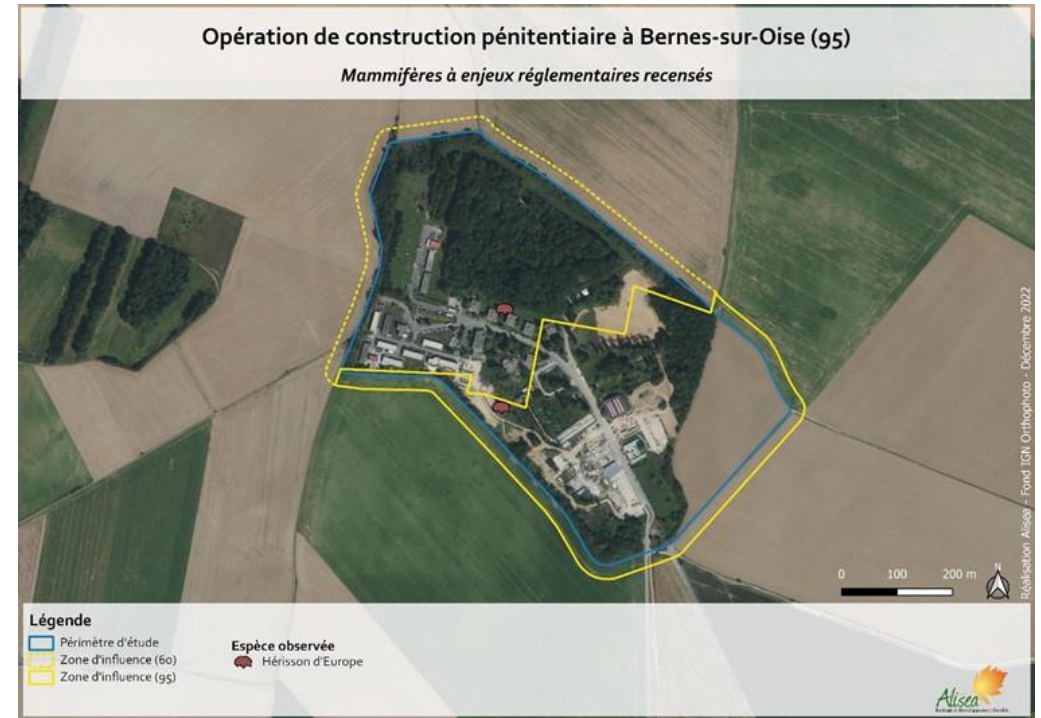 Opération de construction pénitentiaire à Bernes-sur-Oise (95)
Mammifères à enjeux réglementaires recensés
Réalisation Alisea - Fond IGN Orthophoto - Décembre 2022
0 100 200 m
N
Légende
Périmètre d'étude
Zone d'influence (60)
Zone d'influence (95)
Espèce observée
Hérisson d'Europe
Alisea